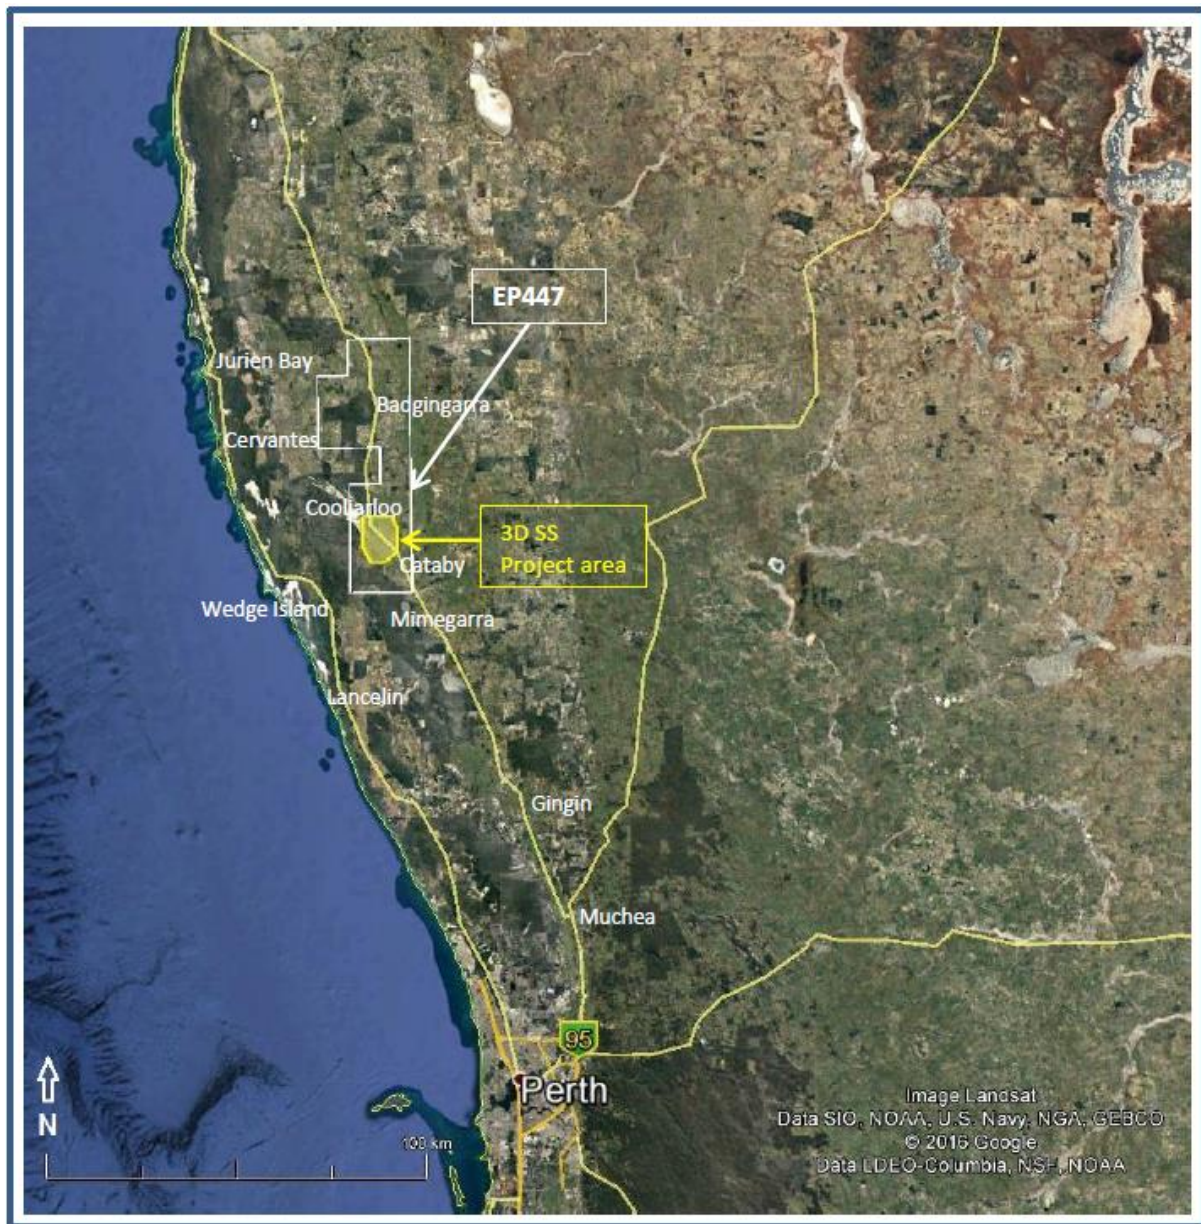 EP447
Jurien Bay
Badgingarra
Cervantes
Cooljarloo
3D SS
Project area
Cataby
Wedge Island
Mimegarra
Lancelin
Gingin
Muchea
95
Perth
N
100 km
Image Landsat
Data SIO, NOAA, U.S. Navy, NGA, GEBCO
© 2016 Google
Data LDEO-Columbia, NSF, NOAA